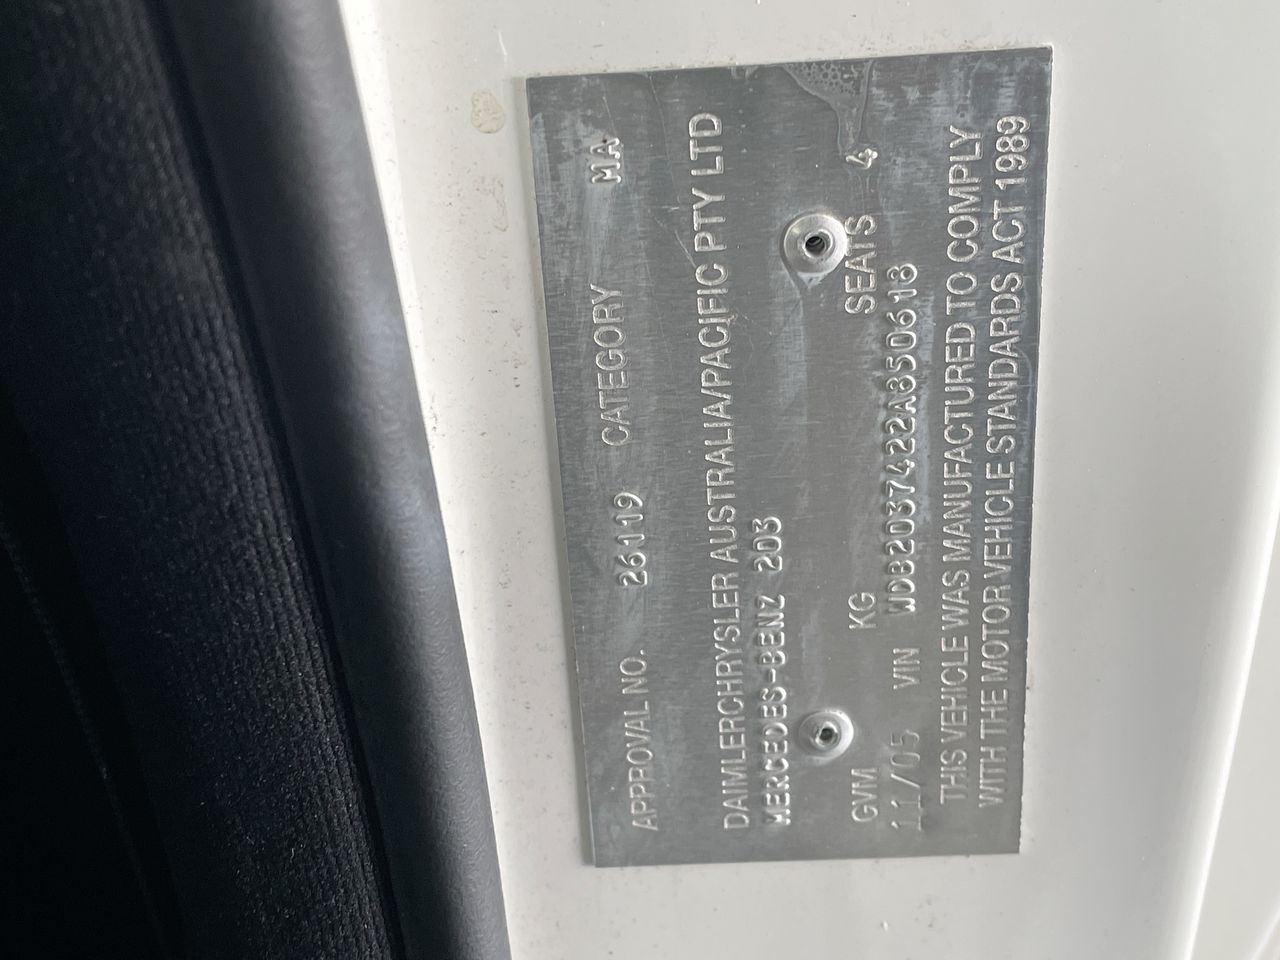 APPROVAL NO. 26119 CATEGORY MA
DAIMLERCHRYSLER AUSTRALIA/PACIFIC PTY LTD
MERCEDES-BENZ 203
GVM KG SEATS 4
11/05 VIN WDB2037422A850618
THIS VEHICLE WAS MANUFACTURED TO COMPLY
WITH THE MOTOR VEHICLE STANDARDS ACT 1989